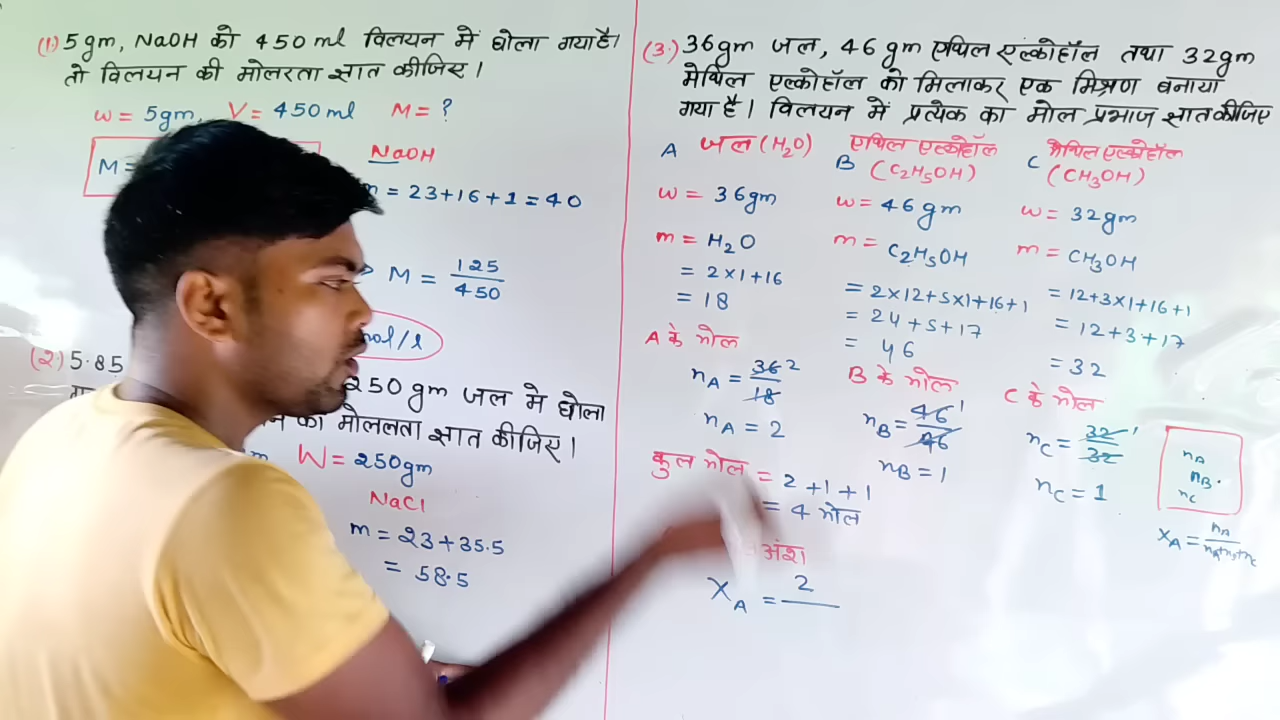 (1) 5gm, NaOH को 450 ml विलयन में घोला गया है।
तो विलयन की मोलरता ज्ञात कीजिए।
w = 5gm, V = 450 ml M = ?
M =
NaOH
= 23+16+1 = 40
M = 125/450
mol/l
(2.) 5.85
250 gm जल मे घोला
का मोललता ज्ञात कीजिए।
W = 250gm
NaCl
m = 23+35.5
= 58.5
(3.) 36gm जल, 46 gm एथिल एल्कोहॉल तथा 32gm
मेथिल एल्कोहॉल को मिलाकर एक मिश्रण बनाया
गया है। विलयन में प्रत्येक का मोल प्रभाज ज्ञात कीजिए
A जल (H₂O)
w = 36gm
m = H₂O
= 2×1+16
= 18
A के मोल
nA = 36/18 2
nA = 2
B एथिल एल्कोहॉल
(C₂H₅OH)
w = 46gm
m = C₂H₅OH
= 2×12+5×1+16+1
= 24+5+17
= 46
B के मोल
nB = 46/46 1
nB = 1
C मेथिल एल्कोहॉल
(CH₃OH)
w = 32gm
m = CH₃OH
= 12+3×1+16+1
= 12+3+17
= 32
C के मोल
nC = 32/32 1
nC = 1
कुल मोल = 2+1+1
= 4 मोल
अंश
XA = 2/
nA
nB.
nC
XA = nA/nA+nB+nC